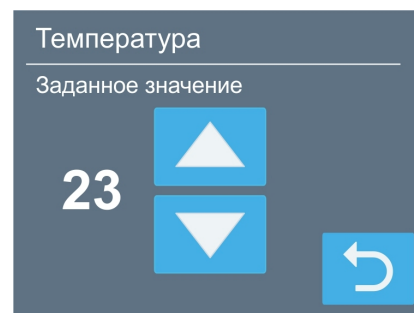 Температура
Заданное значение
23